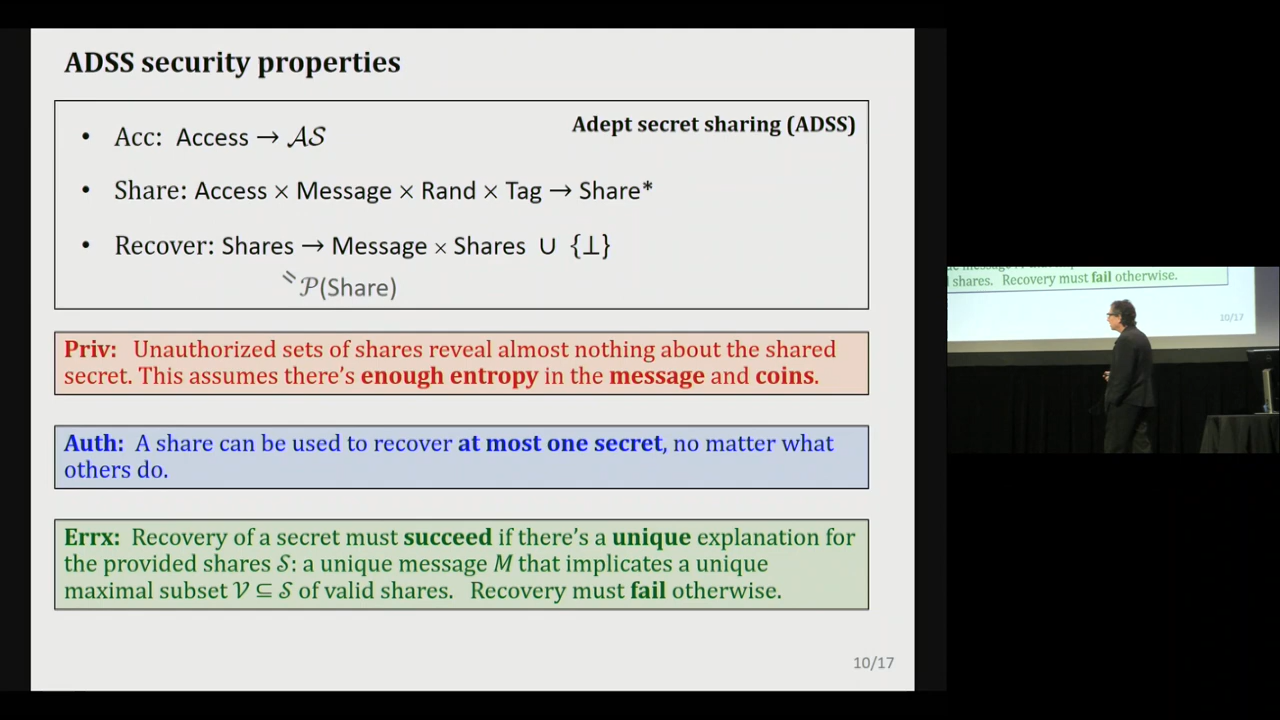 ADSS security properties
Adept secret sharing (ADSS)
• Acc: Access → 𝒜𝒮
• Share: Access × Message × Rand × Tag → Share*
• Recover: Shares → Message × Shares ∪ {⊥}
𝒫(Share)
Priv: Unauthorized sets of shares reveal almost nothing about the shared
secret. This assumes there's enough entropy in the message and coins.
Auth: A share can be used to recover at most one secret, no matter what
others do.
Errx: Recovery of a secret must succeed if there's a unique explanation for
the provided shares 𝒮: a unique message M that implicates a unique
maximal subset 𝒱 ⊆ 𝒮 of valid shares. Recovery must fail otherwise.
10/17
shares. Recovery must fail otherwise.
10/17